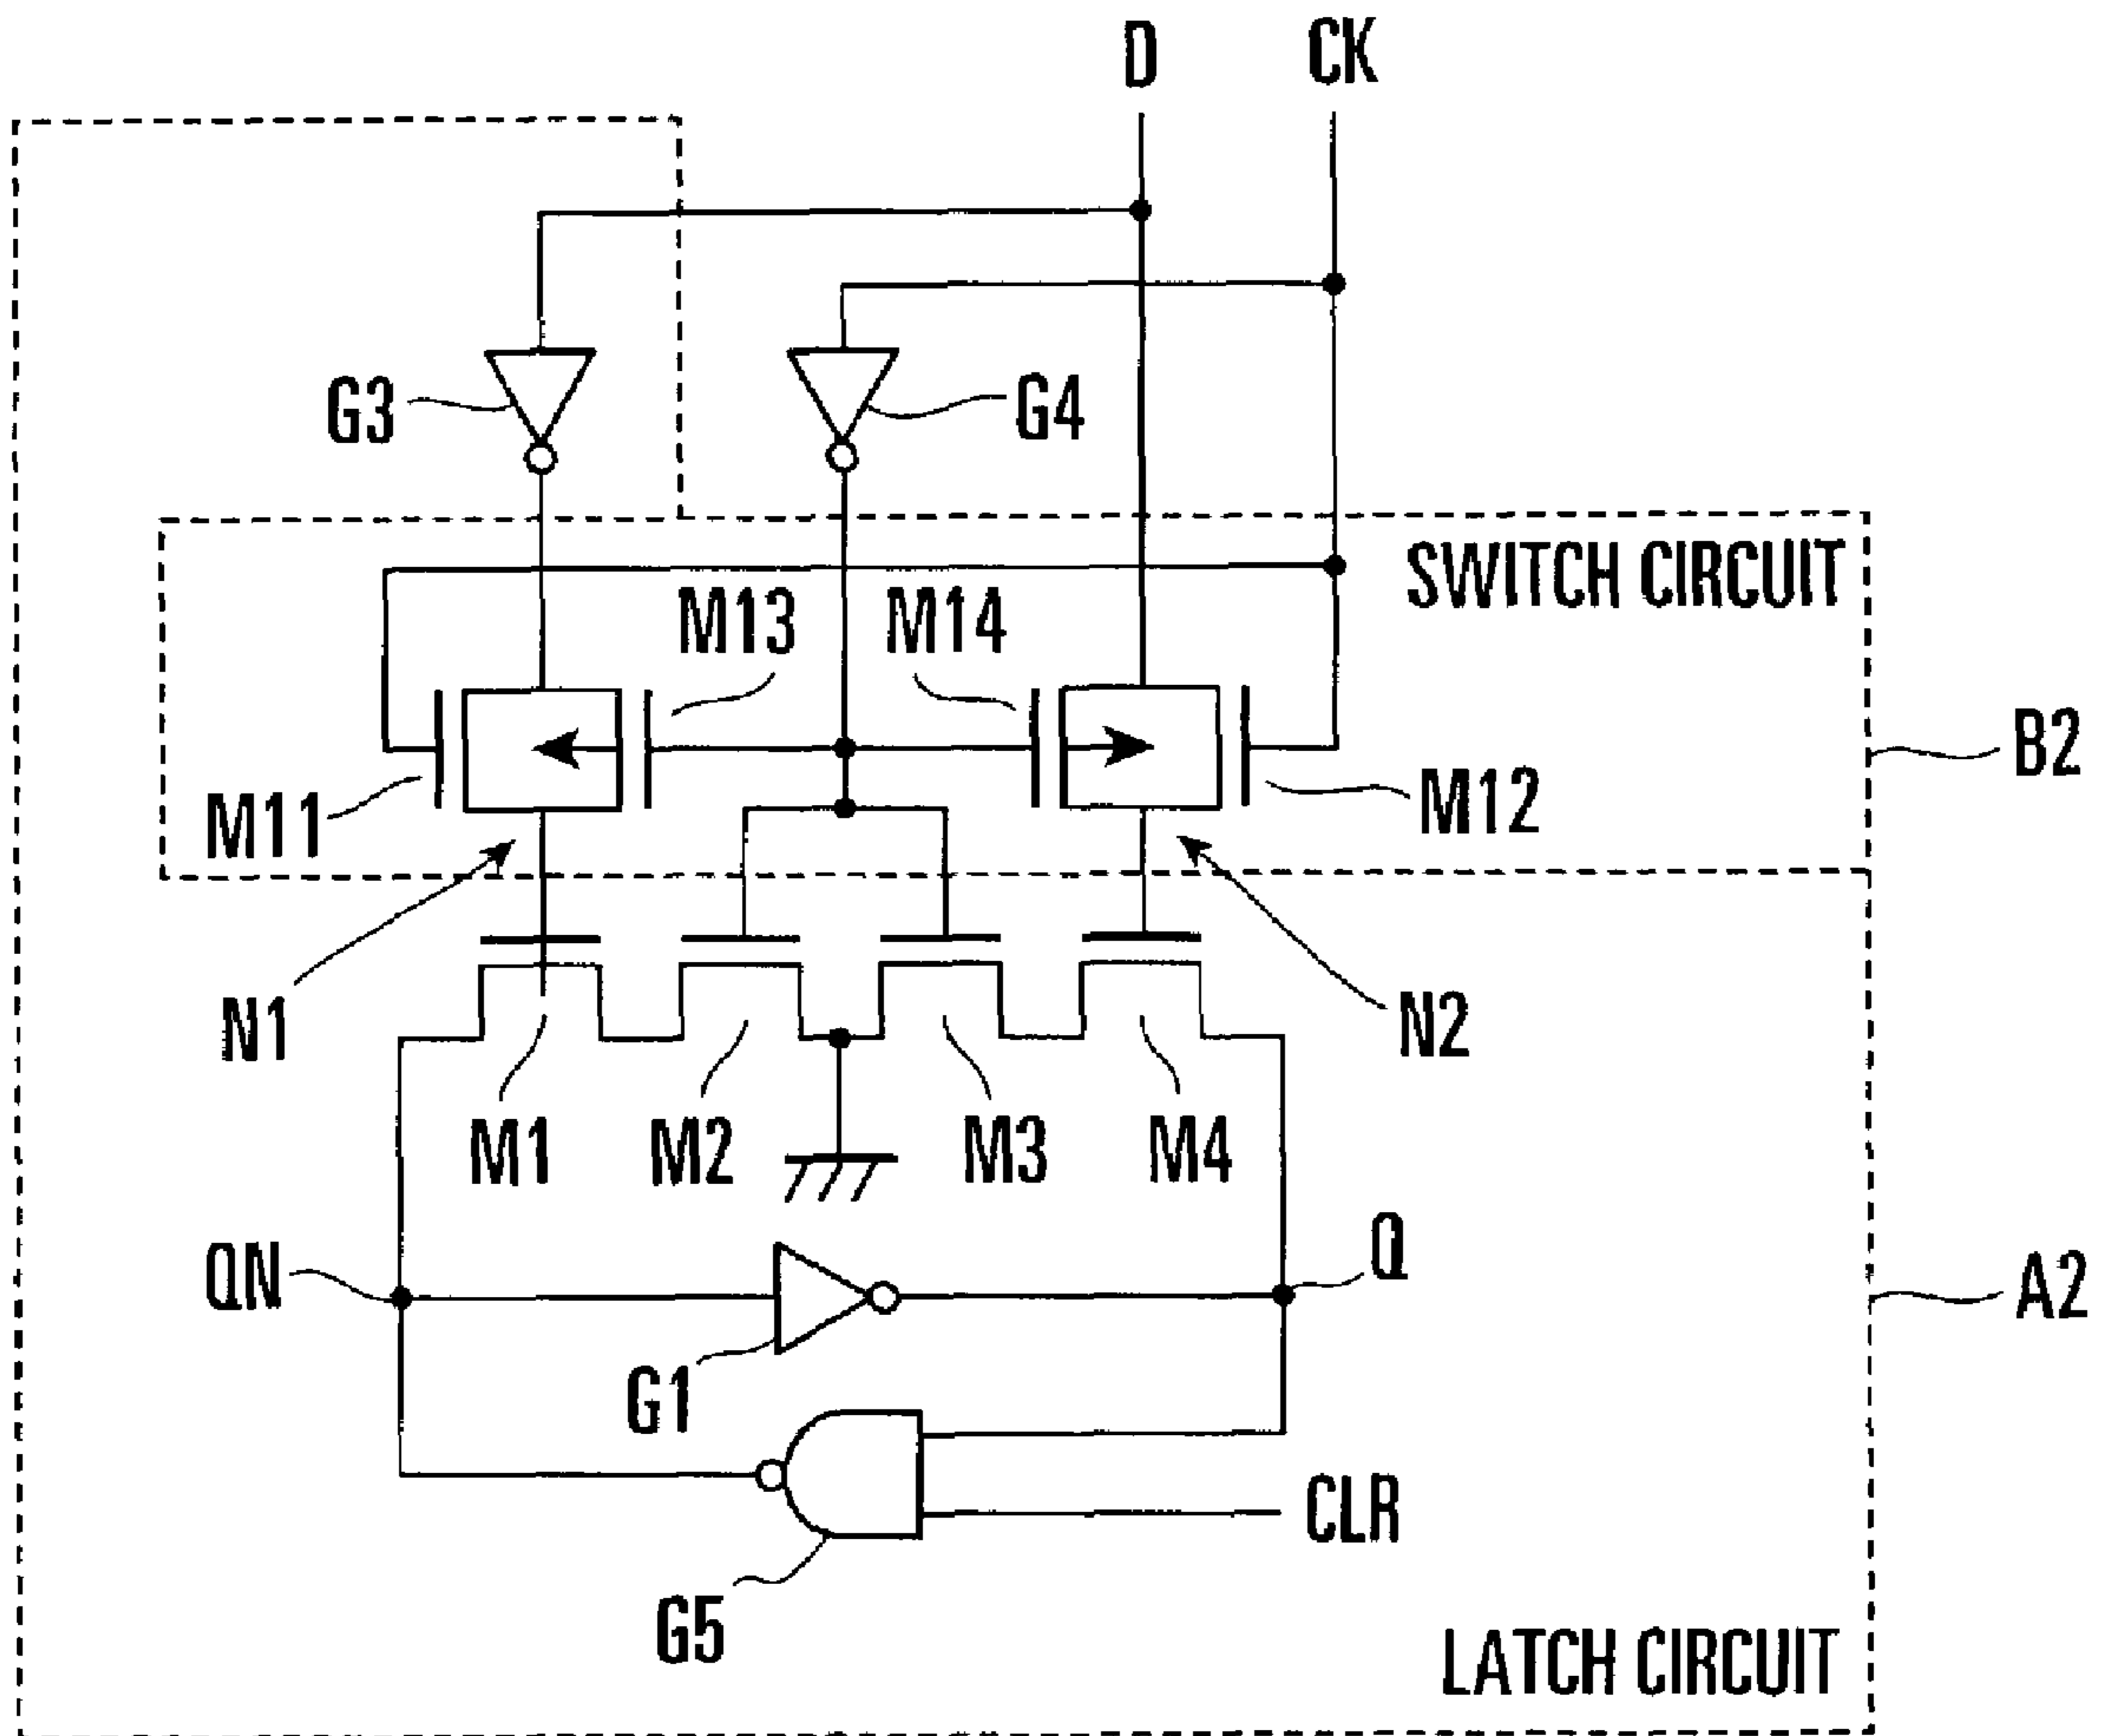 D
CK
G3
G4
SWITCH CIRCUIT
M13
M14
B2
M11
M12
N1
N2
M1
M2
M3
M4
QN
Q
A2
G1
CLR
G5
LATCH CIRCUIT